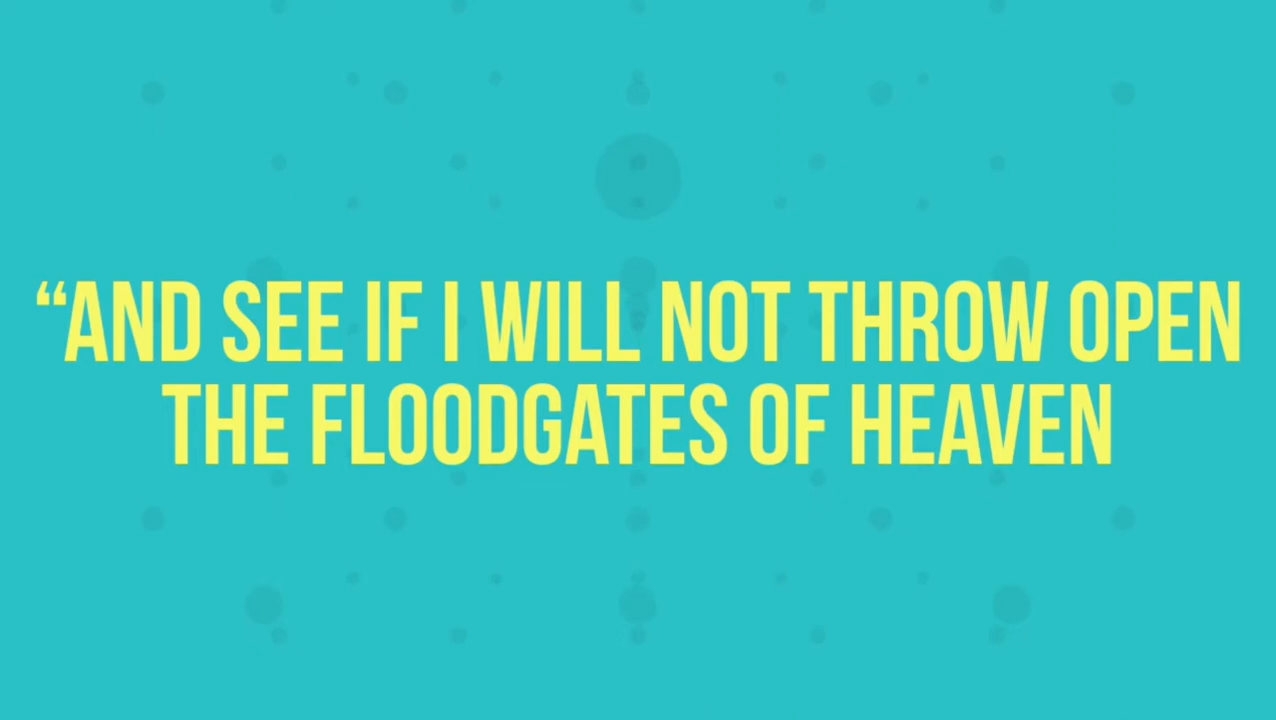 “AND SEE IF I WILL NOT THROW OPEN
THE FLOODGATES OF HEAVEN